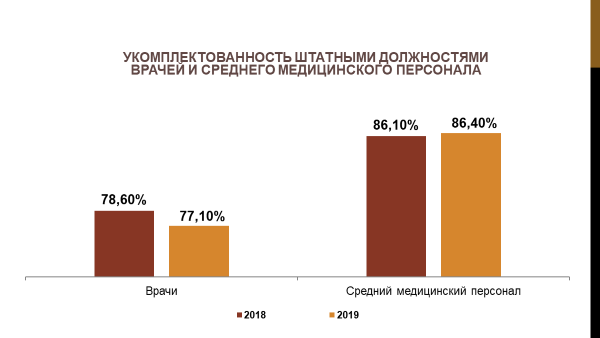 УКОМПЛЕКТОВАННОСТЬ ШТАТНЫМИ ДОЛЖНОСТЯМИ
ВРАЧЕЙ И СРЕДНЕГО МЕДИЦИНСКОГО ПЕРСОНАЛА
86,10%
86,40%
78,60%
77,10%
Врачи
Средний медицинский персонал
2018
2019